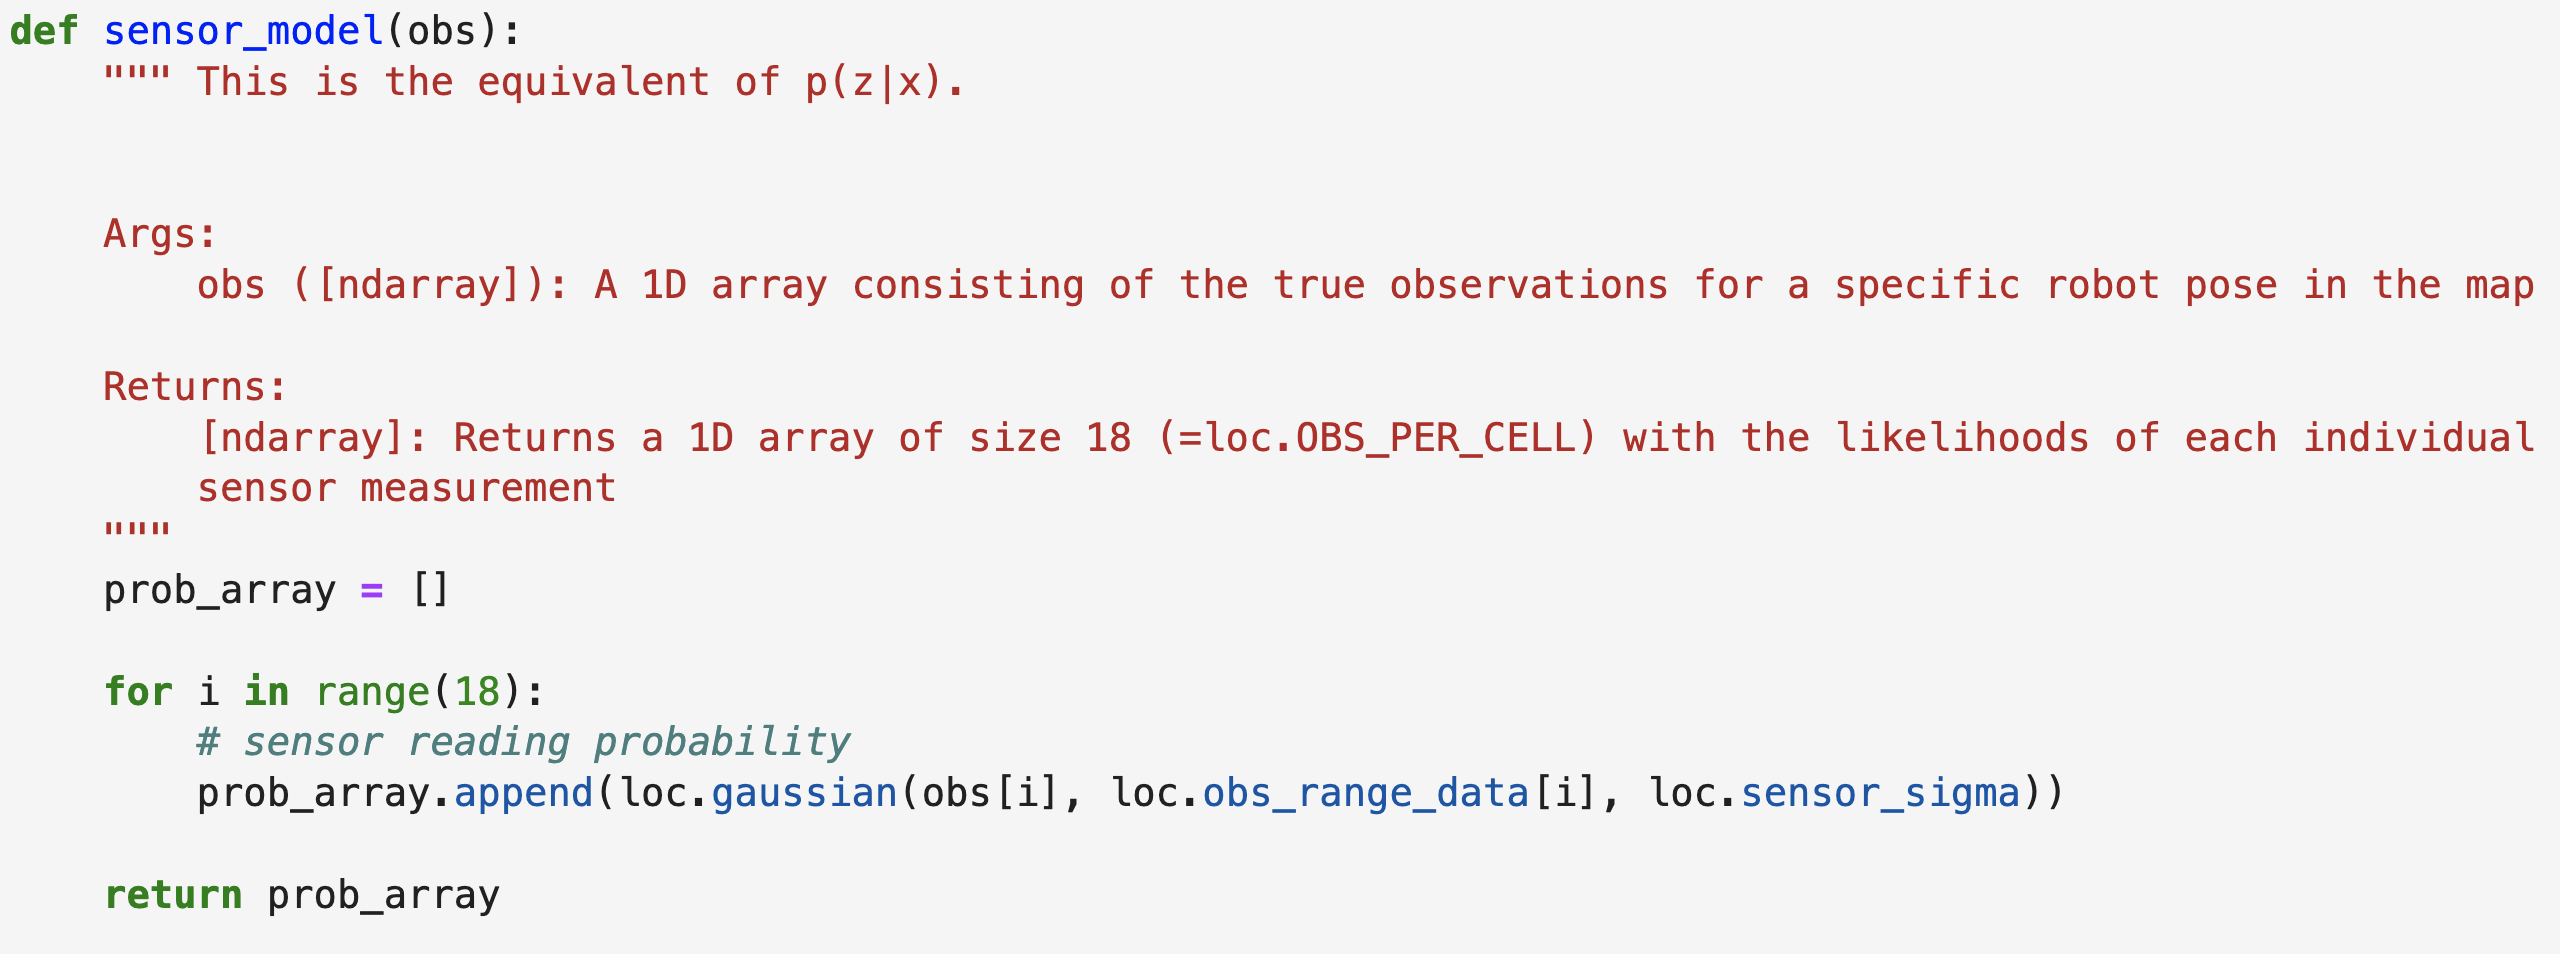 def sensor_model(obs):
    """ This is the equivalent of p(z|x).
    Args:
        obs ([ndarray]): A 1D array consisting of the true observations for a specific robot pose in the map
    Returns:
        [ndarray]: Returns a 1D array of size 18 (=loc.OBS_PER_CELL) with the likelihoods of each individual
        sensor measurement
    """
    prob_array = []
    for i in range(18):
        # sensor reading probability
        prob_array.append(loc.gaussian(obs[i], loc.obs_range_data[i], loc.sensor_sigma))
    return prob_array